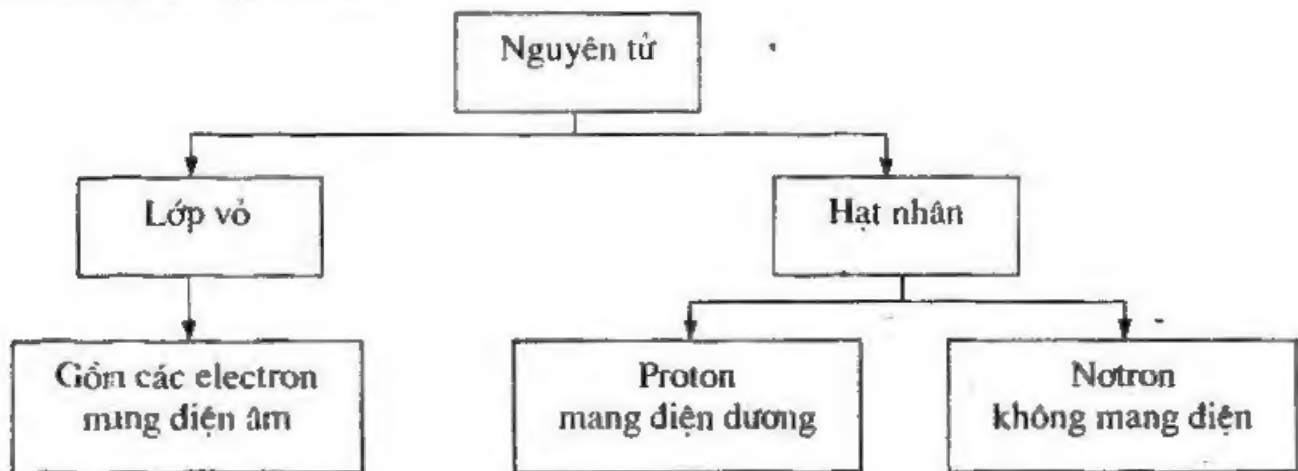 Nguyên tử
Lớp vỏ
Hạt nhân
Gồm các electron
mang điện âm
Proton
mang điện dương
Nơtron
không mang điện